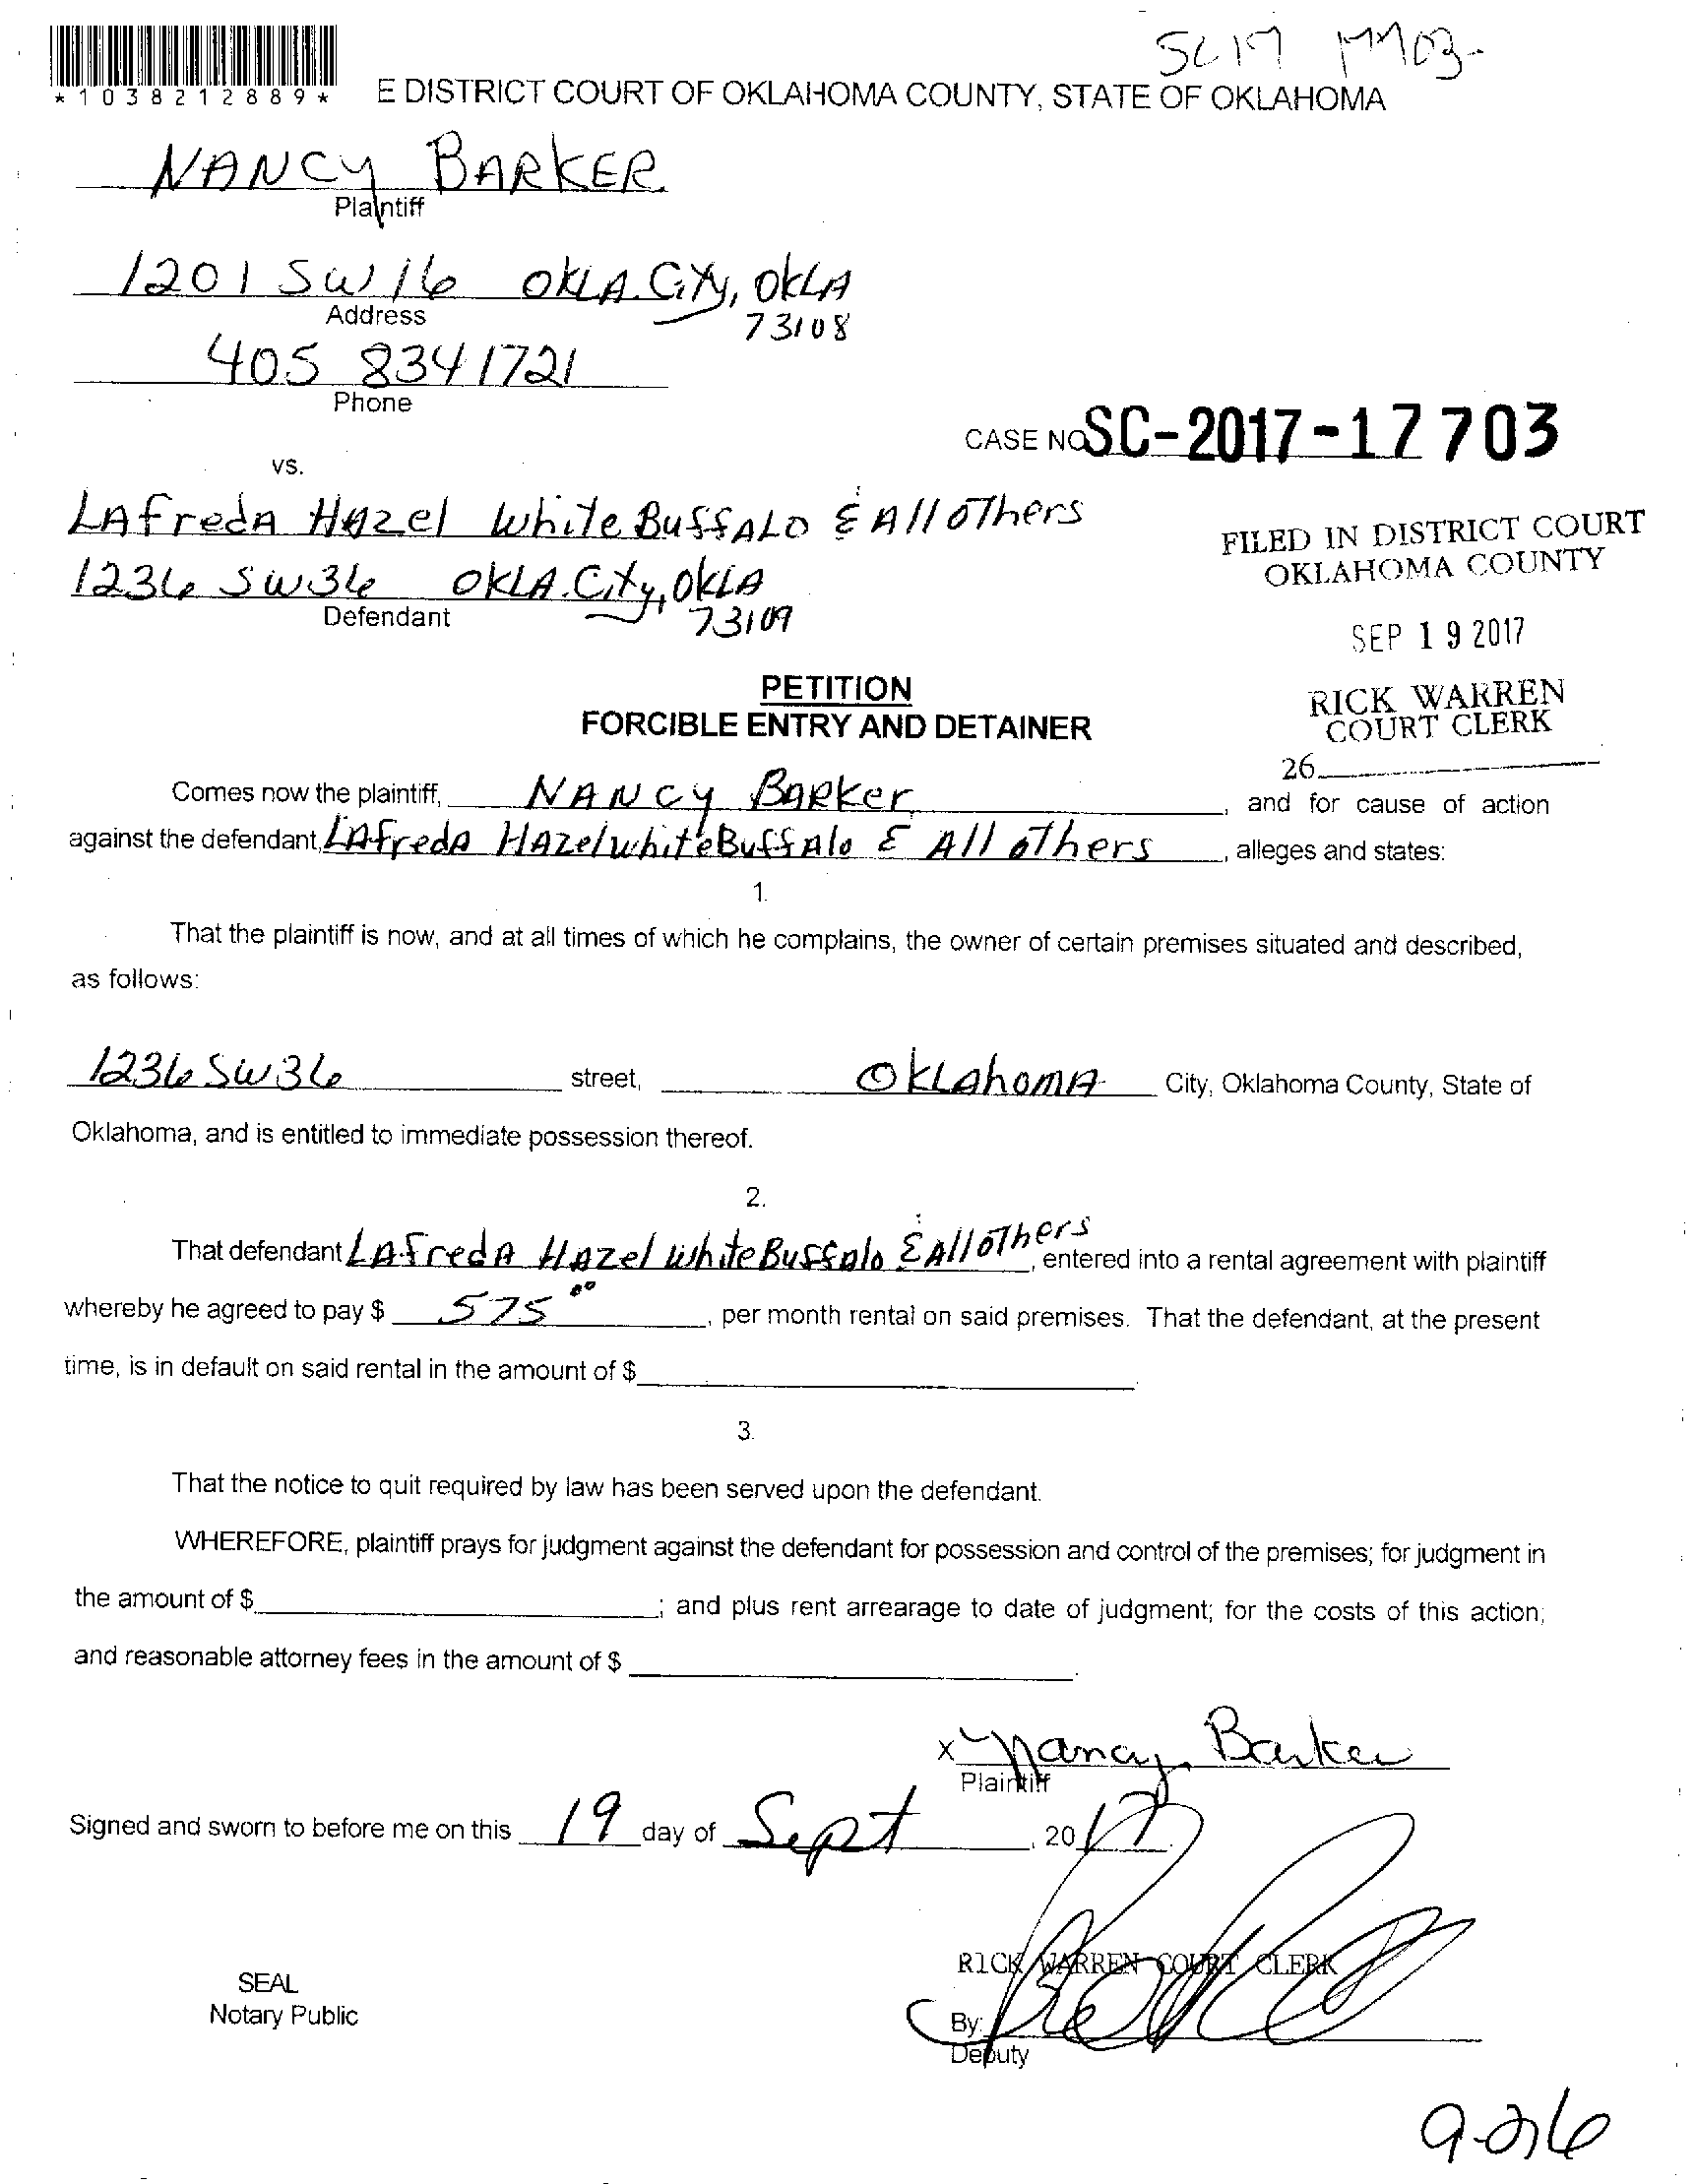 SC 17 17703-
*1038212889*
E DISTRICT COURT OF OKLAHOMA COUNTY, STATE OF OKLAHOMA
NANCY BARKER
Plaintiff
1201 SW 16 OKLA. City, OKLA
Address
73108
405 8341721
Phone
CASE NO SC-2017-17703
vs.
LAfredA HAzel White BuffALO & All oThers
1236 SW 36 OKLA. City, OKLA
Defendant
73109
FILED IN DISTRICT COURT
OKLAHOMA COUNTY
SEP 19 2017
RICK WARREN
COURT CLERK
26
PETITION
FORCIBLE ENTRY AND DETAINER
Comes now the plaintiff, NANCY BARKer, and for cause of action
against the defendant, LAfredA HAzel white BuffAlo & All oThers, alleges and states:
1.
That the plaintiff is now, and at all times of which he complains, the owner of certain premises situated and described,
as follows:
1236 SW 36 street, OKLAhomA City, Oklahoma County, State of
Oklahoma, and is entitled to immediate possession thereof.
2.
That defendant LAfredA HAzel White BuffAlo & All oThers, entered into a rental agreement with plaintiff
whereby he agreed to pay $ 575.00, per month rental on said premises. That the defendant, at the present
time, is in default on said rental in the amount of $
3.
That the notice to quit required by law has been served upon the defendant.
WHEREFORE, plaintiff prays for judgment against the defendant for possession and control of the premises; for judgment in
the amount of $ ; and plus rent arrearage to date of judgment; for the costs of this action;
and reasonable attorney fees in the amount of $ .
x Nancy Barker
Plaintiff
Signed and sworn to before me on this 19 day of Sept, 2017.
RICK WARREN COURT CLERK
SEAL
Notary Public
By:
Deputy
9-26